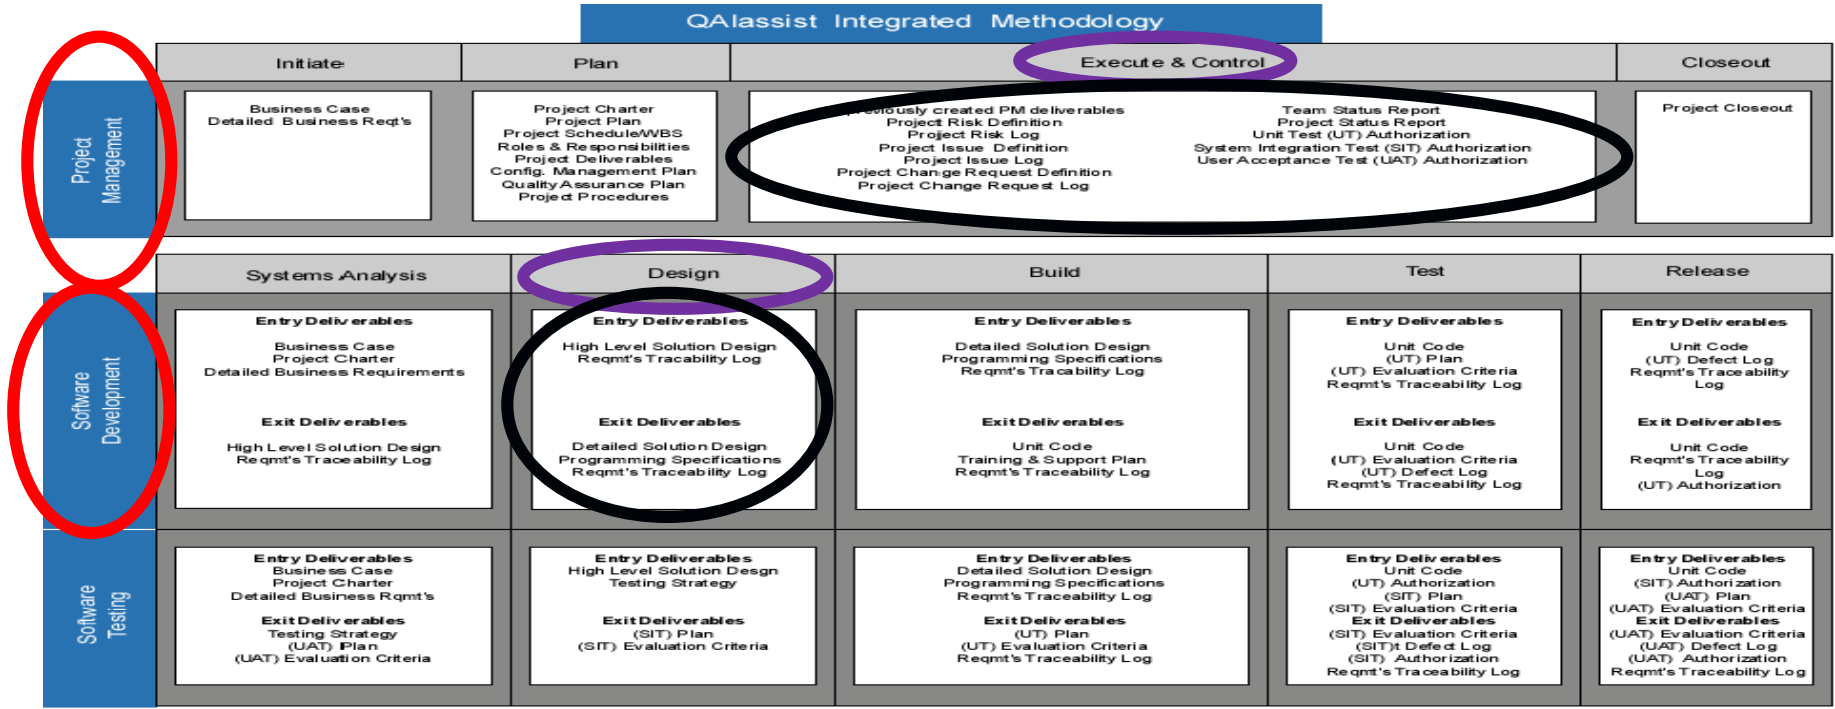 QAIassist Integrated Methodology
Initiate
Plan
Execute & Control
Closeout
Project
Management
Business Case
Detailed Business Reqt's
Project Charter
Project Plan
Project Schedule/WBS
Roles & Responsibilities
Project Deliverables
Config. Management Plan
Quality Assurance Plan
Project Procedures
created PM deliverables
Project Risk Definition
Project Risk Log
Project Issue Definition
Project Issue Log
Project Change Request Definition
Project Change Request Log
Team Status Report
Project Status Report
Unit Test (UT) Authorization
System Integration Test (SIT) Authorization
User Acceptance Test (UAT) Authorization
Project Closeout
Systems Analysis
Design
Build
Test
Release
Software
Development
Entry Deliverables
Business Case
Project Charter
Detailed Business Requirements
Exit Deliverables
High Level Solution Design
Reqmt's Traceability Log
Entry Deliverables
High Level Solution Design
Reqmt's Tracability Log
Exit Deliverables
Detailed Solution Design
Programming Specifications
Reqmt's Traceability Log
Entry Deliverables
Detailed Solution Design
Programming Specifications
Reqmt's Tracability Log
Exit Deliverables
Unit Code
Training & Support Plan
Reqmt's Traceability Log
Entry Deliverables
Unit Code
(UT) Plan
(UT) Evaluation Criteria
Reqmt's Traceability Log
Exit Deliverables
Unit Code
(UT) Evaluation Criteria
(UT) Defect Log
Reqmt's Traceability Log
Entry Deliverables
Unit Code
(UT) Defect Log
Reqmt's Traceability
Log
Exit Deliverables
Unit Code
Reqmt's Traceability
Log
(UT) Authorization
Software
Testing
Entry Deliverables
Business Case
Project Charter
Detailed Business Rqmt's
Exit Deliverables
Testing Strategy
(UAT) Plan
(UAT) Evaluation Criteria
Entry Deliverables
High Level Solution Desgn
Testing Strategy
Exit Deliverables
(SIT) Plan
(SIT) Evaluation Criteria
Entry Deliverables
Detailed Solution Design
Programming Specifications
Reqmt's Traceability Log
Exit Deliverables
(UT) Plan
(UT) Evaluation Criteria
Reqmt's Traceability Log
Entry Deliverables
Unit Code
(UT) Authorization
(SIT) Plan
(SIT) Evaluation Criteria
Exit Deliverables
(SIT) Evaluation Criteria
(SIT)t Defect Log
(SIT) Authorization
Reqmt's Traceability Log
Entry Deliverables
Unit Code
(SIT) Authorization
(UAT) Plan
(UAT) Evaluation Criteria
Exit Deliverables
(UAT) Evaluation Criteria
(UAT) Defect Log
(UAT) Authorization
Reqmt's Traceability Log